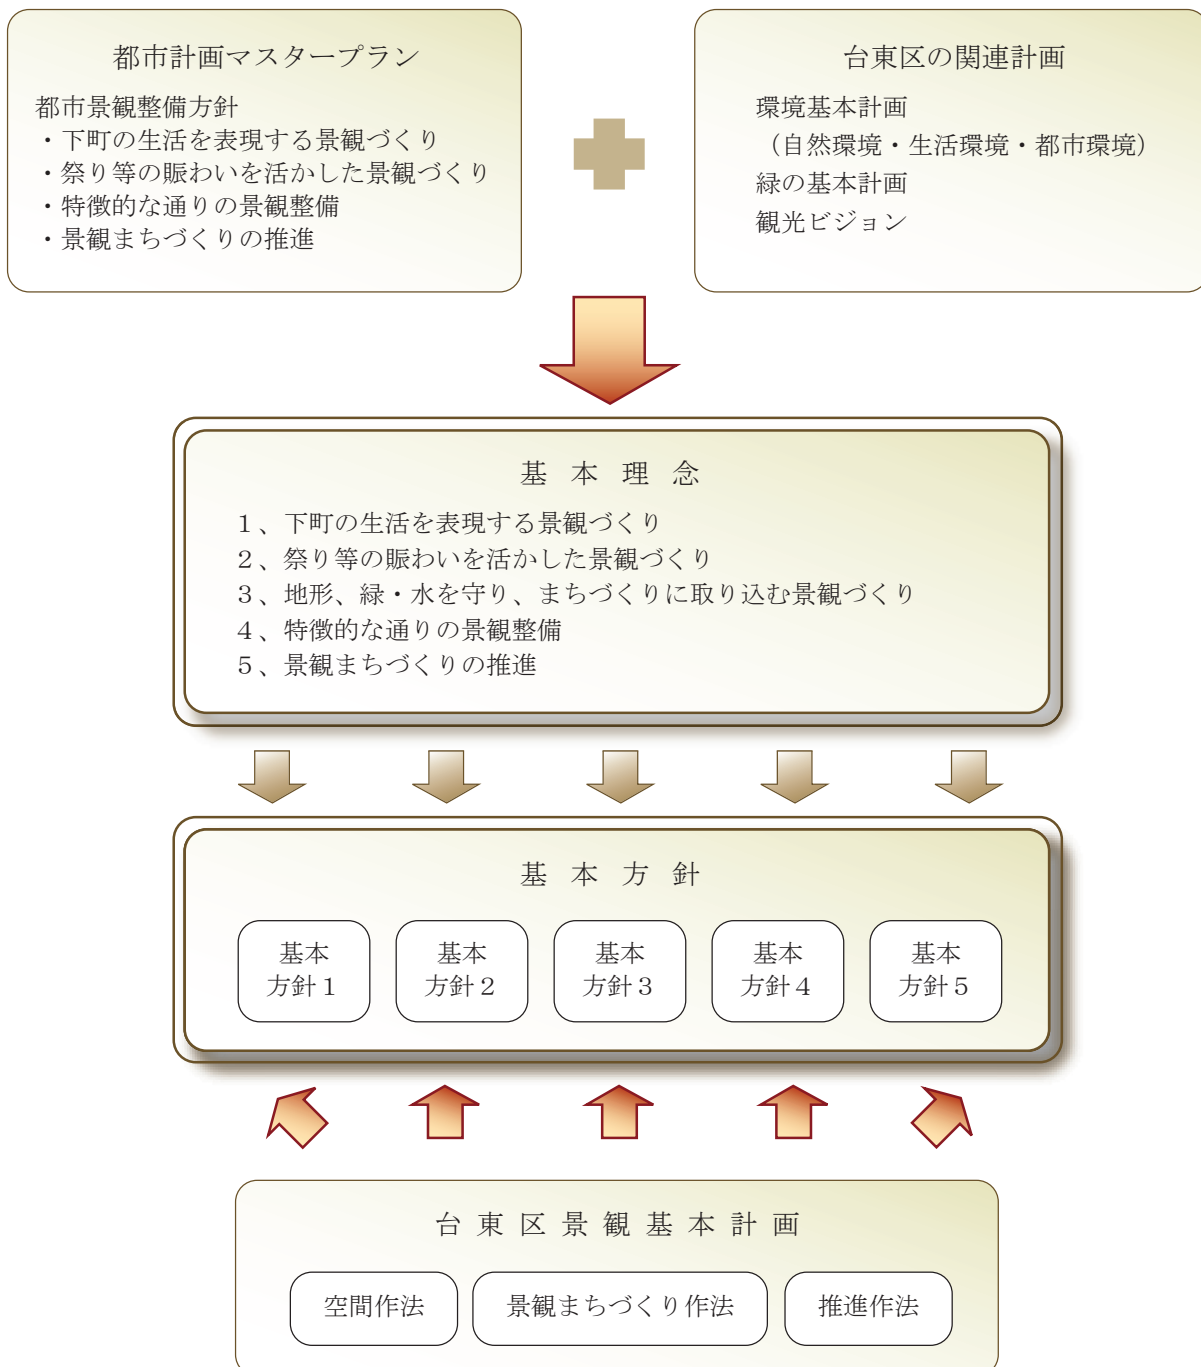 都市計画マスタープラン
都市景観整備方針
・下町の生活を表現する景観づくり
・祭り等の賑わいを活かした景観づくり
・特徴的な通りの景観整備
・景観まちづくりの推進
台東区の関連計画
環境基本計画
（自然環境・生活環境・都市環境）
緑の基本計画
観光ビジョン
基本理念
１、下町の生活を表現する景観づくり
２、祭り等の賑わいを活かした景観づくり
３、地形、緑・水を守り、まちづくりに取り込む景観づくり
４、特徴的な通りの景観整備
５、景観まちづくりの推進
基本方針
基本
方針１
基本
方針２
基本
方針３
基本
方針４
基本
方針５
台東区景観基本計画
空間作法
景観まちづくり作法
推進作法